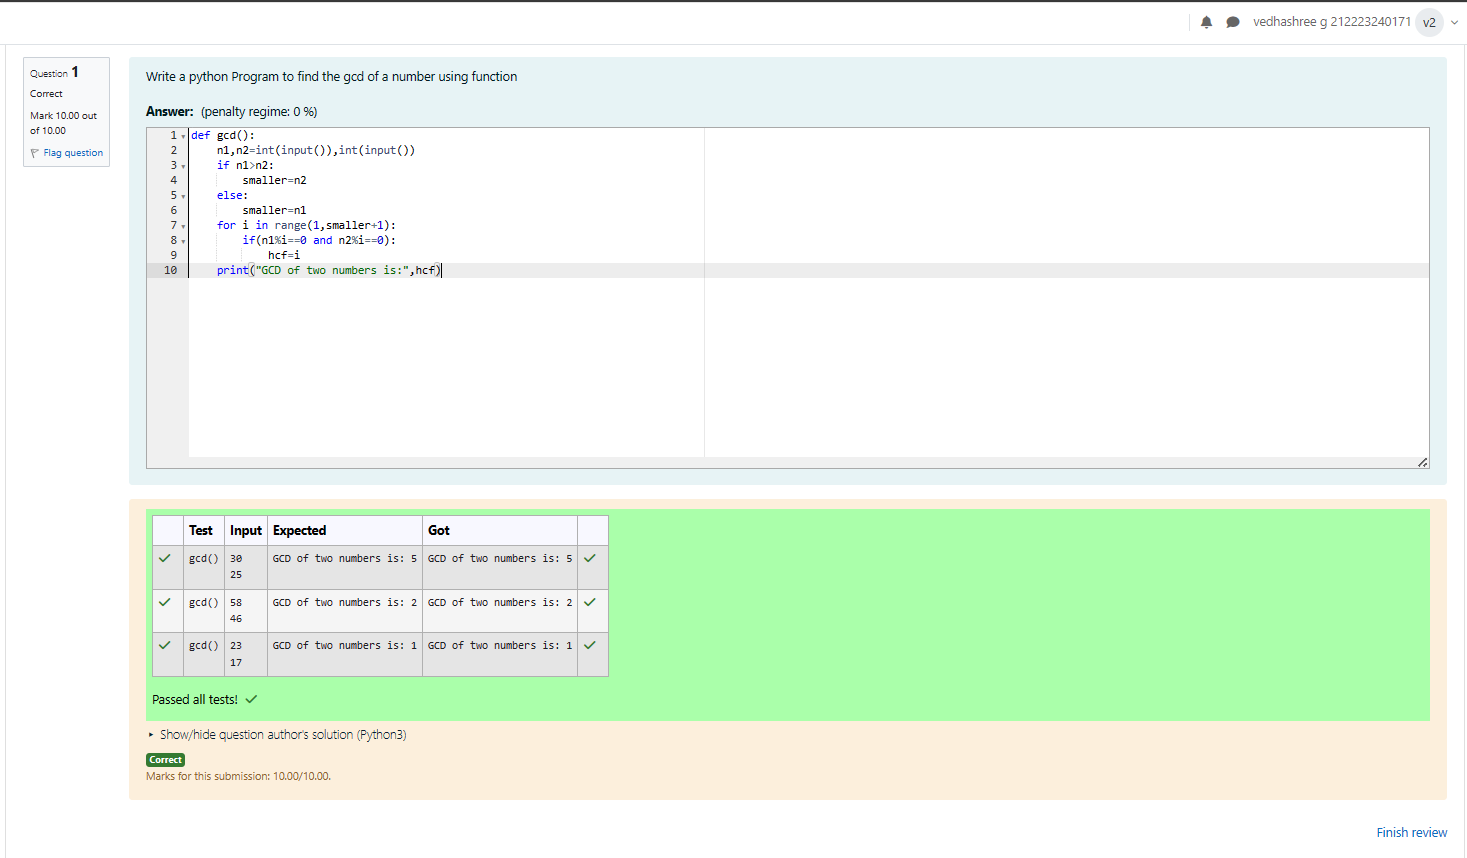 vedhashree g 212223240171 v2
Question 1
Correct
Mark 10.00 out
of 10.00
Flag question
Write a python Program to find the gcd of a number using function
Answer: (penalty regime: 0 %)
1 def gcd():
2     n1,n2=int(input()),int(input())
3     if n1>n2:
4         smaller=n2
5     else:
6         smaller=n1
7     for i in range(1,smaller+1):
8         if(n1%i==0 and n2%i==0):
9             hcf=i
10     print("GCD of two numbers is:",hcf)
Test Input Expected Got
gcd() 30 GCD of two numbers is: 5 GCD of two numbers is: 5
25
gcd() 58 GCD of two numbers is: 2 GCD of two numbers is: 2
46
gcd() 23 GCD of two numbers is: 1 GCD of two numbers is: 1
17
Passed all tests!
Show/hide question author's solution (Python3)
Correct
Marks for this submission: 10.00/10.00.
Finish review